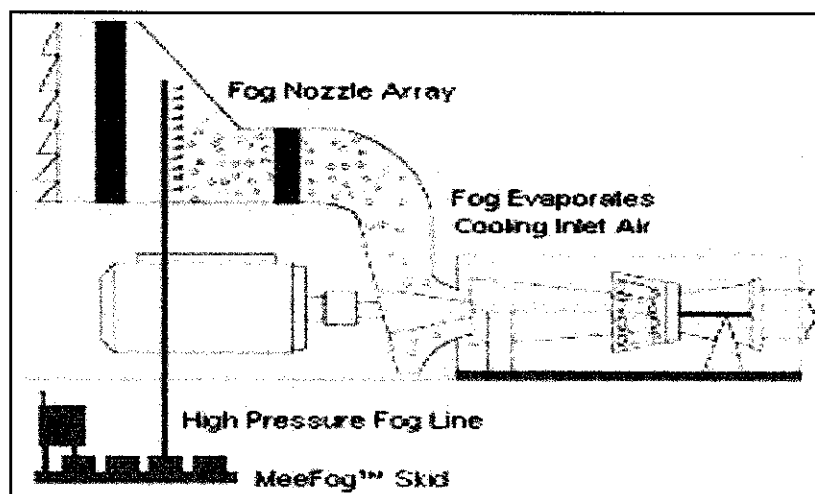 Fog Nozzle Array
Fog Evaporates
Cooling Inlet Air
High Pressure Fog Line
MeeFog™ Skid